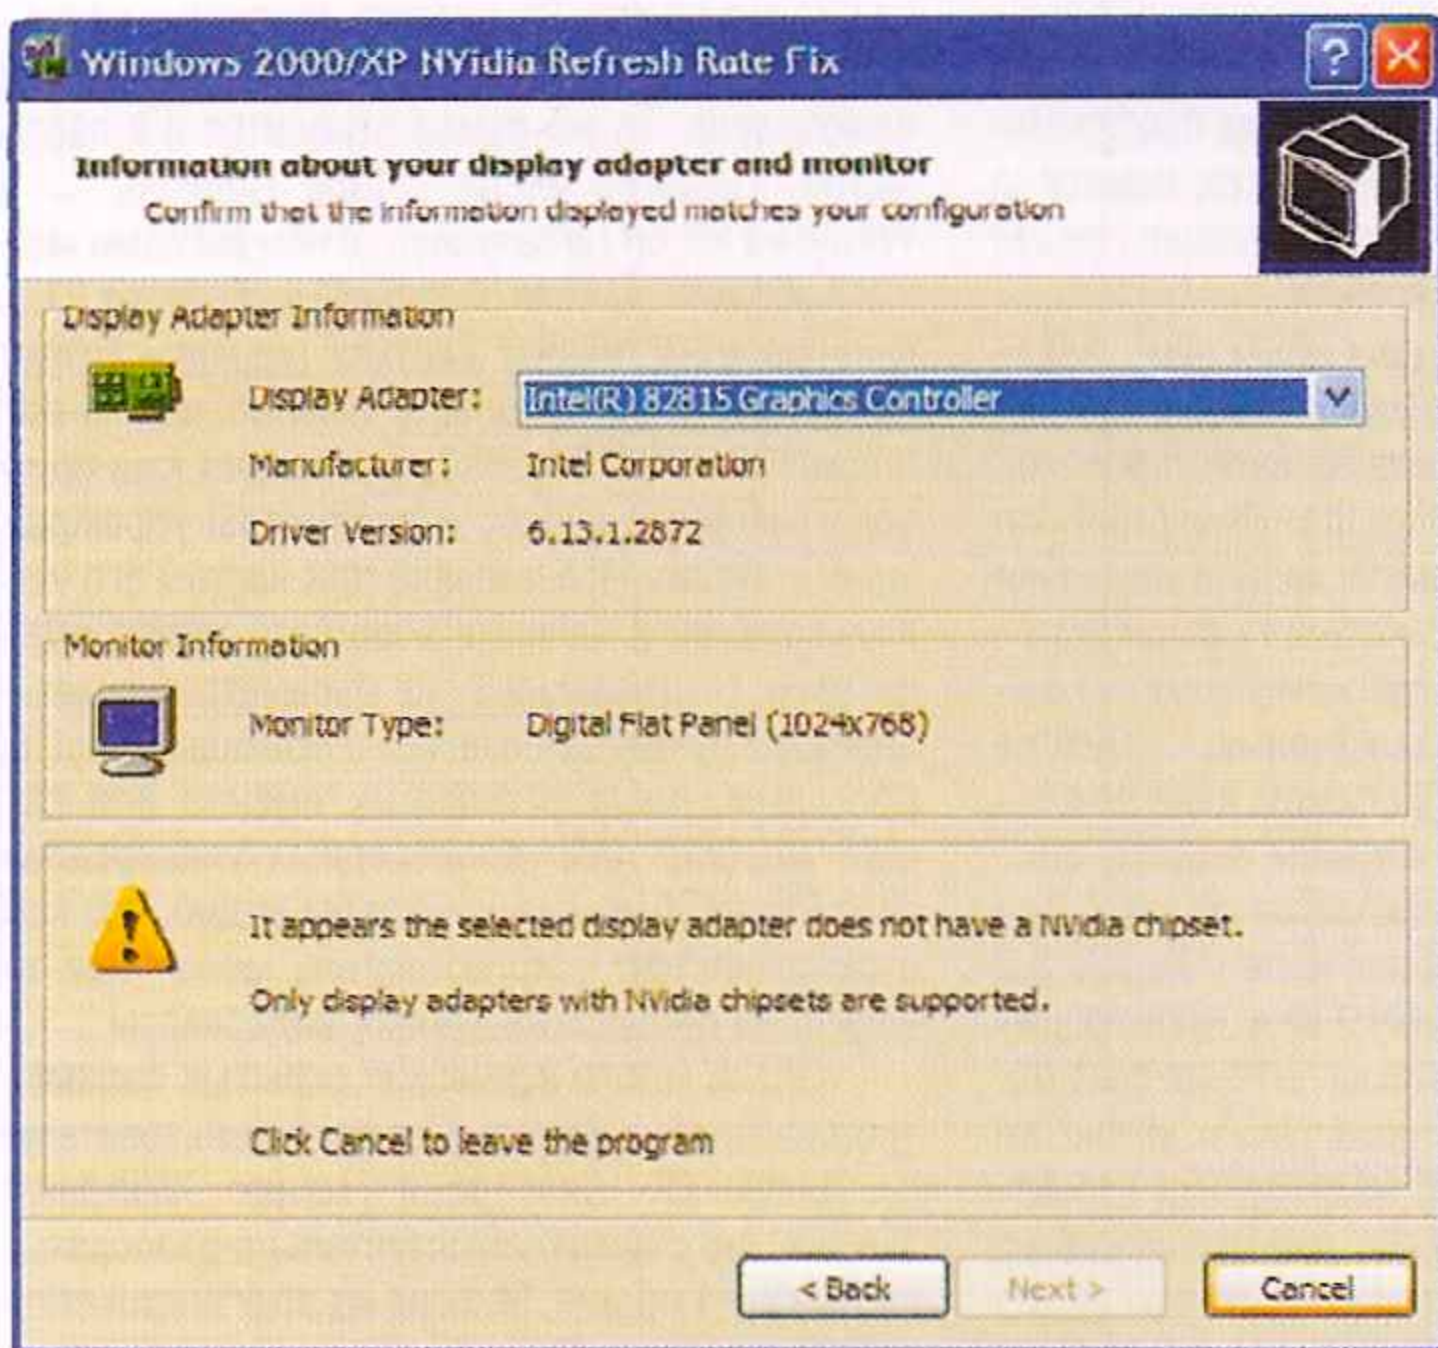 Windows 2000/XP NVidia Refresh Rate Fix
Information about your display adapter and monitor
Confirm that the information displayed matches your configuration
Display Adapter Information
Display Adapter: Intel(R) 82815 Graphics Controller
Manufacturer: Intel Corporation
Driver Version: 6.13.1.2872
Monitor Information
Monitor Type: Digital Flat Panel (1024x768)
It appears the selected display adapter does not have a NVidia chipset.
Only display adapters with NVidia chipsets are supported.
Click Cancel to leave the program
< Back Next > Cancel